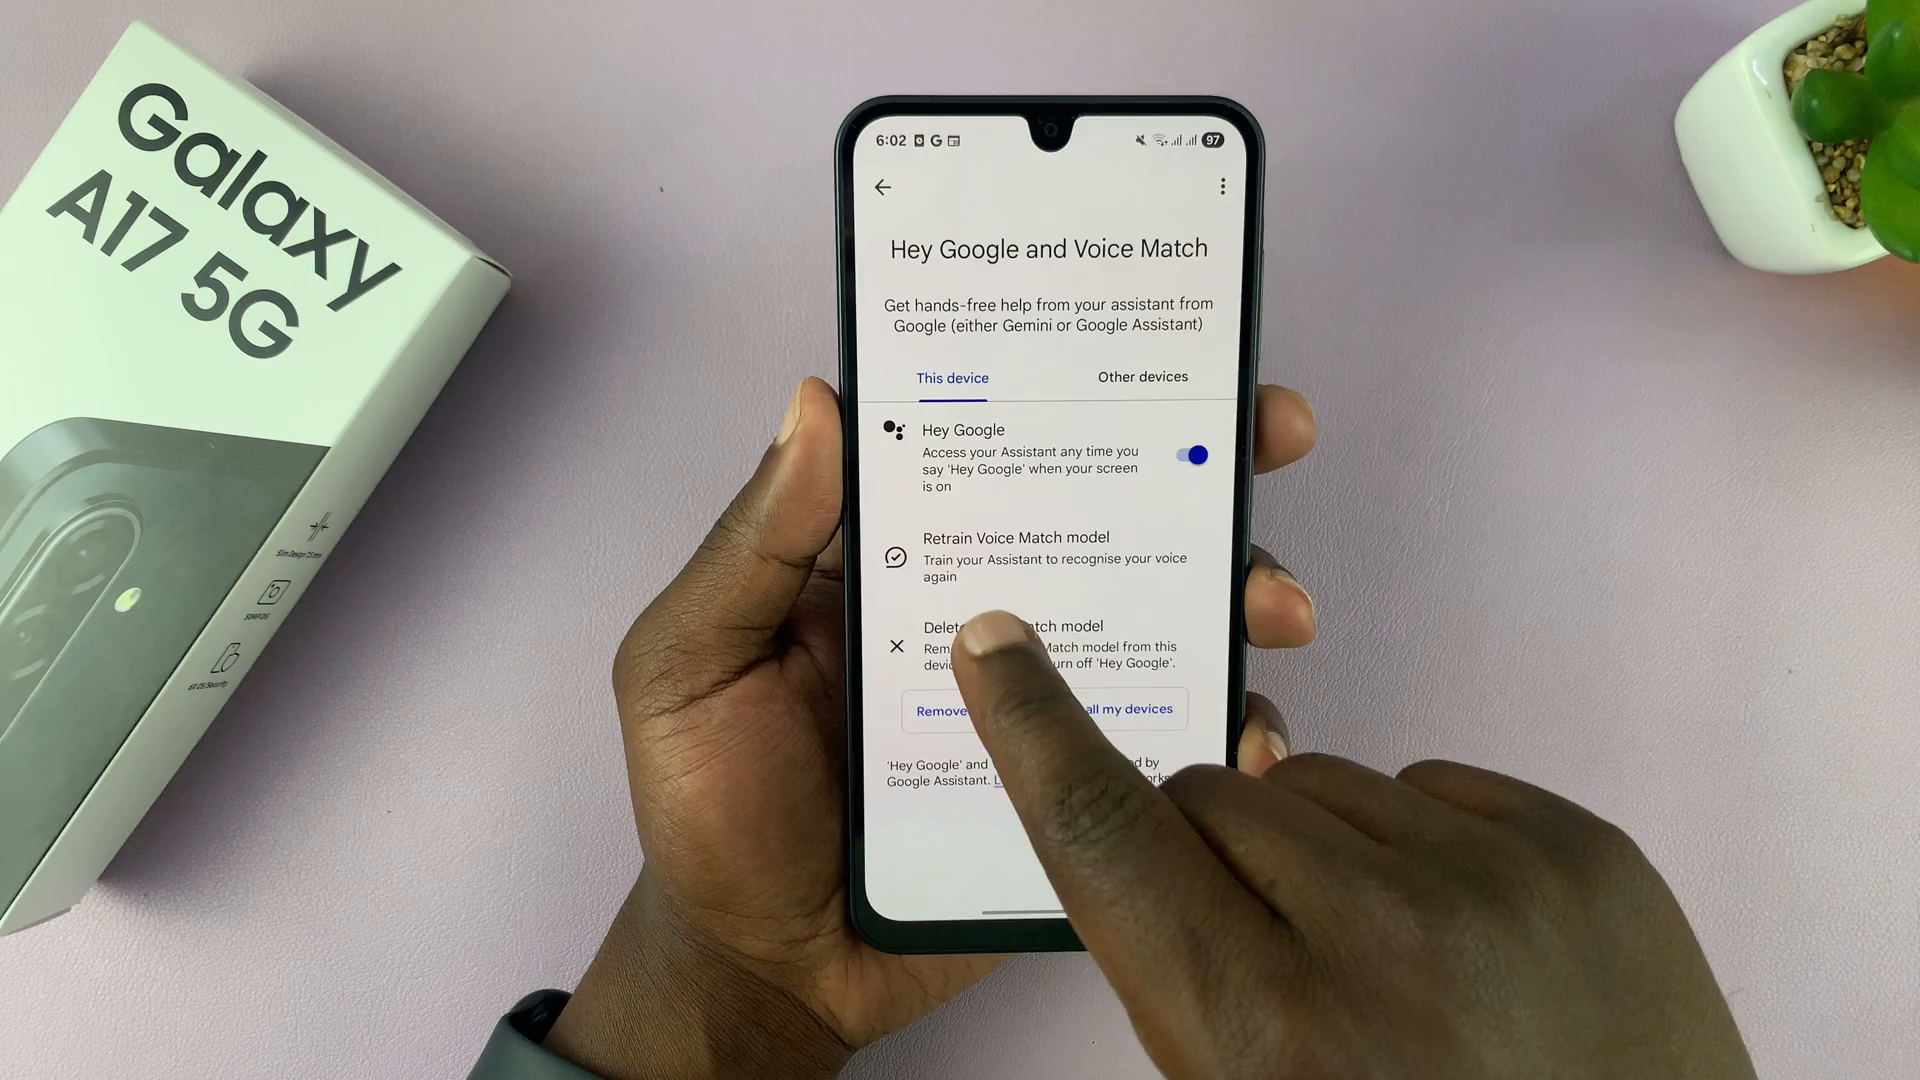 Galaxy
A17 5G
6:02
97
Hey Google and Voice Match
Get hands-free help from your assistant from
Google (either Gemini or Google Assistant)
This device
Other devices
Hey Google
Access your Assistant any time you
say 'Hey Google' when your screen
is on
Retrain Voice Match model
Train your Assistant to recognise your voice
again
model
Match model from this
off 'Hey Google'.
Remove all my devices
'Hey Google' and by
Google Assistant.